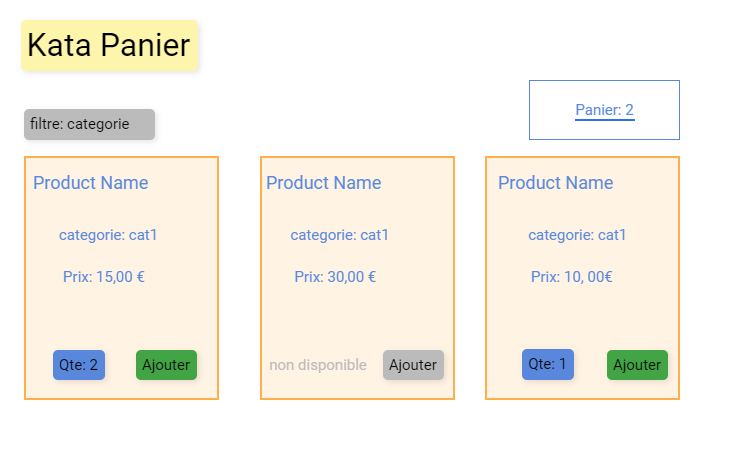 Kata Panier
Panier: 2
filtre: categorie
Product Name
categorie: cat1
Prix: 15,00 €
Qte: 2
Ajouter
Product Name
categorie: cat1
Prix: 30,00 €
non disponible
Ajouter
Product Name
categorie: cat1
Prix: 10, 00€
Qte: 1
Ajouter